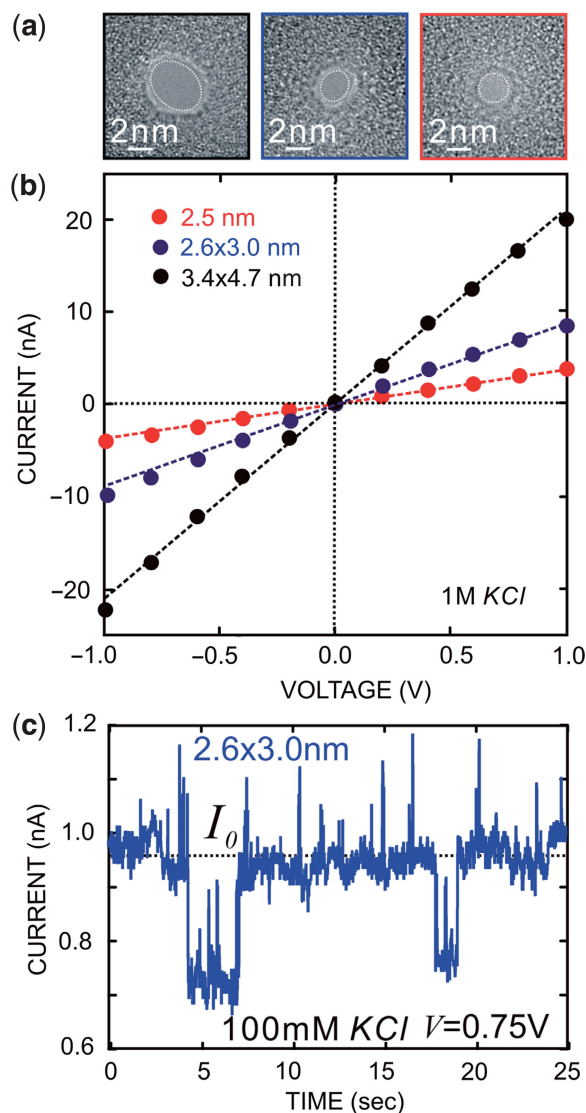 (a)
2nm 2nm 2nm
(b)
20
10
0
−10
−20
CURRENT (nA)
2.5 nm
2.6x3.0 nm
3.4x4.7 nm
1M KCl
−1.0 −0.5 0.0 0.5 1.0
VOLTAGE (V)
(c)
1.2
1.0
0.8
0.6
CURRENT (nA)
2.6x3.0nm
I0
100mM KCl V=0.75V
0 5 10 15 20 25
TIME (sec)